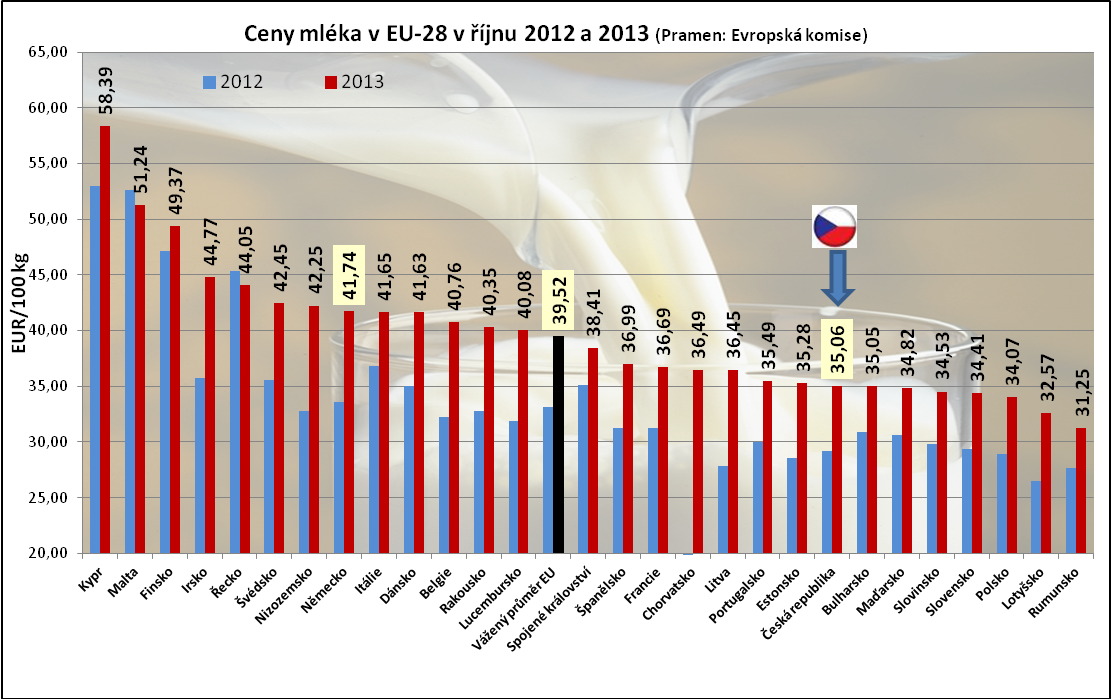 Ceny mléka v EU-28 v říjnu 2012 a 2013 (Pramen: Evropská komise)
2012 2013
EUR/100 kg
65,00
60,00
55,00
50,00
45,00
40,00
35,00
30,00
25,00
20,00
58,39
51,24
49,37
44,77
44,05
42,45
42,25
41,74
41,65
41,63
40,76
40,35
40,08
39,52
38,41
36,99
36,69
36,49
36,45
35,49
35,28
35,06
35,05
34,82
34,53
34,41
34,07
32,57
31,25
Kypr
Malta
Finsko
Irsko
Řecko
Švédsko
Nizozemsko
Německo
Itálie
Dánsko
Belgie
Rakousko
Lucembursko
Vážený průměr EU
Spojené království
Španělsko
Francie
Chorvatsko
Litva
Portugalsko
Estonsko
Česká republika
Bulharsko
Maďarsko
Slovinsko
Slovensko
Polsko
Lotyšsko
Rumunsko